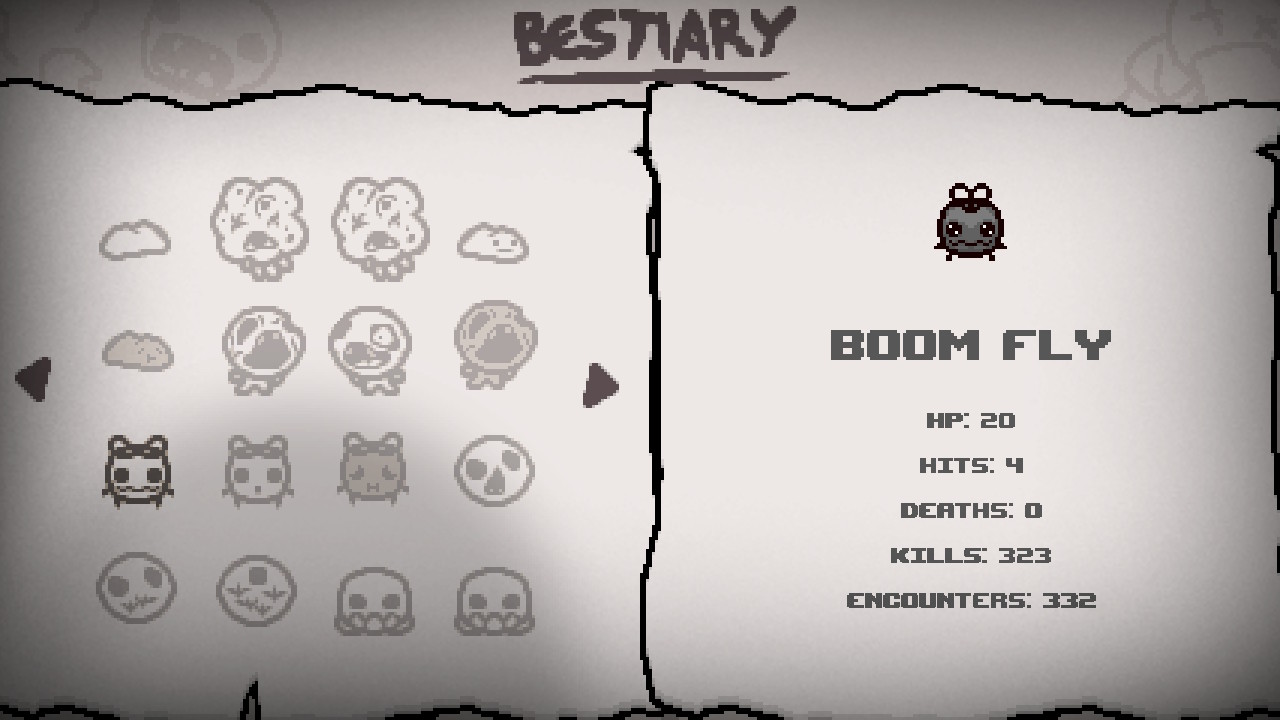 BESTIARY
BOOM FLY
HP: 20
HITS: 4
DEATHS: 0
KILLS: 323
ENCOUNTERS: 332